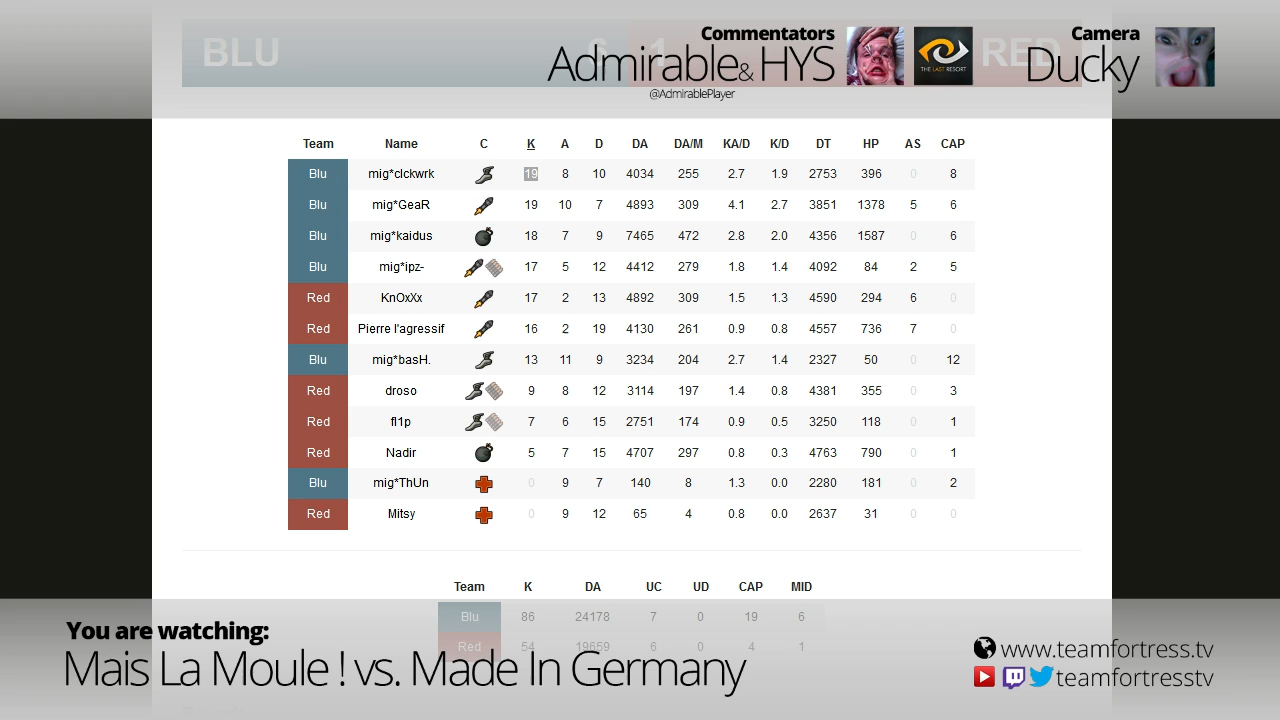 BLU
RED
Commentators
Admirable & HYS
@AdmirablePlayer
THE LAST RESORT
Camera
Ducky
Team Name C K A D DA DA/M KA/D K/D DT HP AS CAP
Blu mig*clckwrk 19 8 10 4034 255 2.7 1.9 2753 396 0 8
Blu mig*GeaR 19 10 7 4893 309 4.1 2.7 3851 1378 5 6
Blu mig*kaidus 18 7 9 7465 472 2.8 2.0 4356 1587 0 6
Blu mig*ipz- 17 5 12 4412 279 1.8 1.4 4092 84 2 5
Red KnOxXx 17 2 13 4892 309 1.5 1.3 4590 294 6 0
Red Pierre l'agressif 16 2 19 4130 261 0.9 0.8 4557 736 7 0
Blu mig*basH. 13 11 9 3234 204 2.7 1.4 2327 50 0 12
Red droso 9 8 12 3114 197 1.4 0.8 4381 355 0 3
Red fl1p 7 6 15 2751 174 0.9 0.5 3250 118 0 1
Red Nadir 5 7 15 4707 297 0.8 0.3 4763 790 0 1
Blu mig*ThUn 0 9 7 140 8 1.3 0.0 2280 181 0 2
Red Mitsy 0 9 12 65 4 0.8 0.0 2637 31 0 0
Team K DA UC UD CAP MID
Blu 86 24178 7 0 19 6
Red 54 19659 6 0 4 1
You are watching:
Mais La Moule ! vs. Made In Germany
www.teamfortress.tv
teamfortresstv